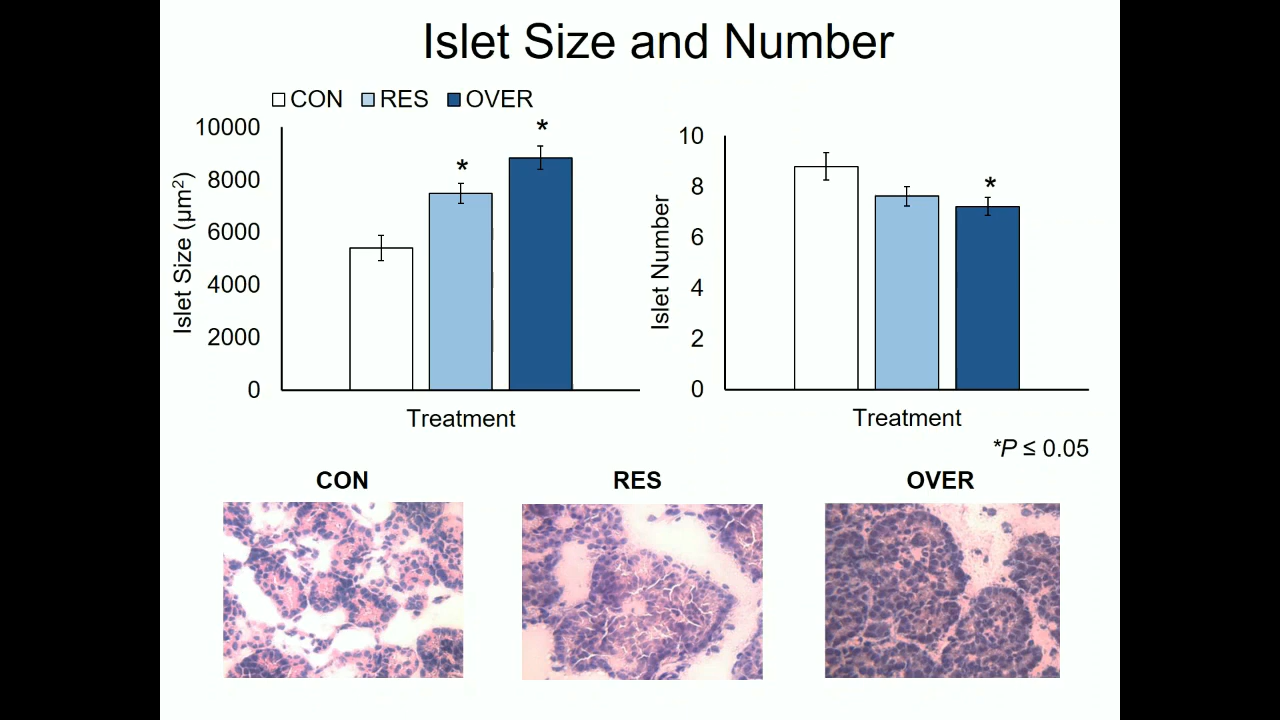 Islet Size and Number
CON RES OVER
Islet Size (µm²)
10000
8000
6000
4000
2000
0
*
*
Treatment
Islet Number
10
8
6
4
2
0
*
Treatment
*P ≤ 0.05
CON RES OVER